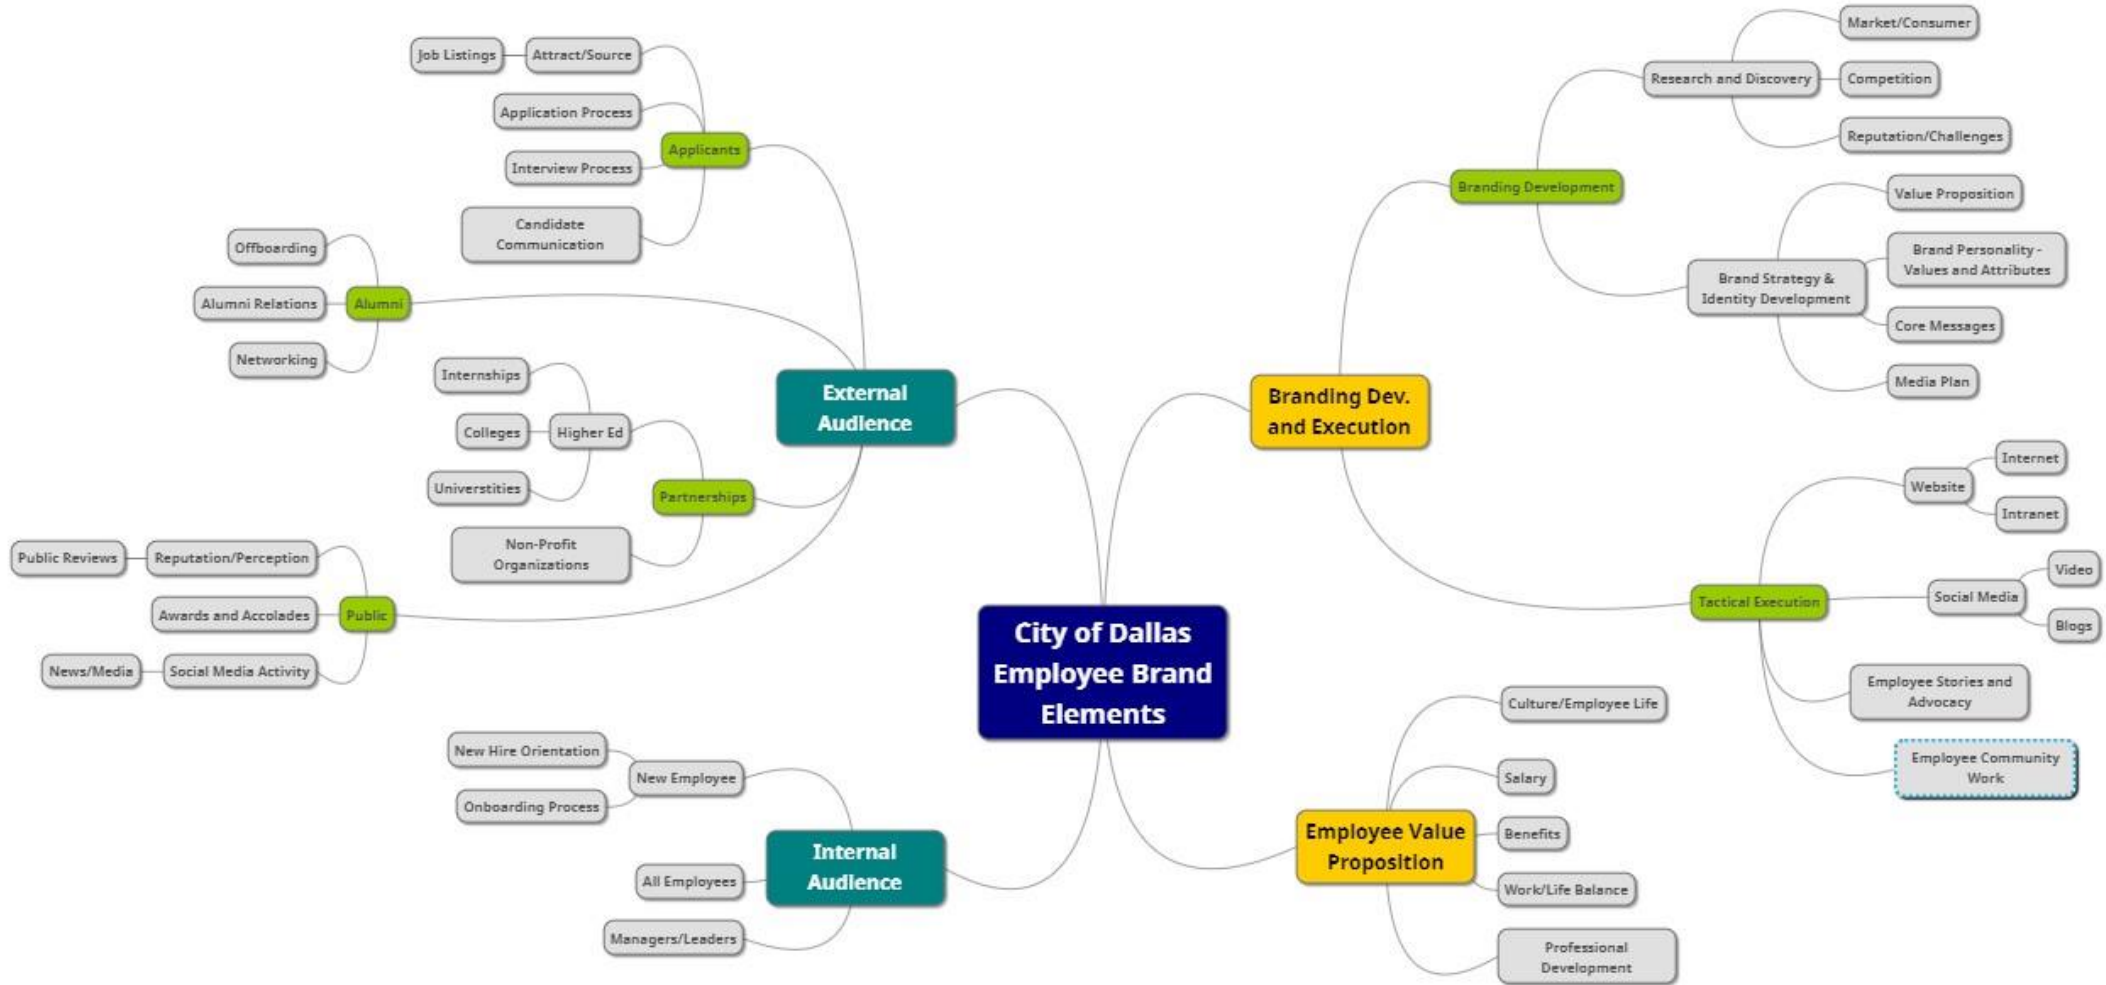 City of Dallas
Employee Brand
Elements
External
Audience
Applicants
Attract/Source
Job Listings
Application Process
Interview Process
Candidate
Communication
Alumni
Offboarding
Alumni Relations
Networking
Partnerships
Higher Ed
Internships
Colleges
Universtities
Non-Profit
Organizations
Public
Reputation/Perception
Public Reviews
Awards and Accolades
Social Media Activity
News/Media
Internal
Audience
New Employee
New Hire Orientation
Onboarding Process
All Employees
Managers/Leaders
Branding Dev.
and Execution
Branding Development
Research and Discovery
Market/Consumer
Competition
Reputation/Challenges
Brand Strategy &
Identity Development
Value Proposition
Brand Personality -
Values and Attributes
Core Messages
Media Plan
Tactical Execution
Website
Internet
Intranet
Social Media
Video
Blogs
Employee Stories and
Advocacy
Employee Community
Work
Employee Value
Proposition
Culture/Employee Life
Salary
Benefits
Work/Life Balance
Professional
Development